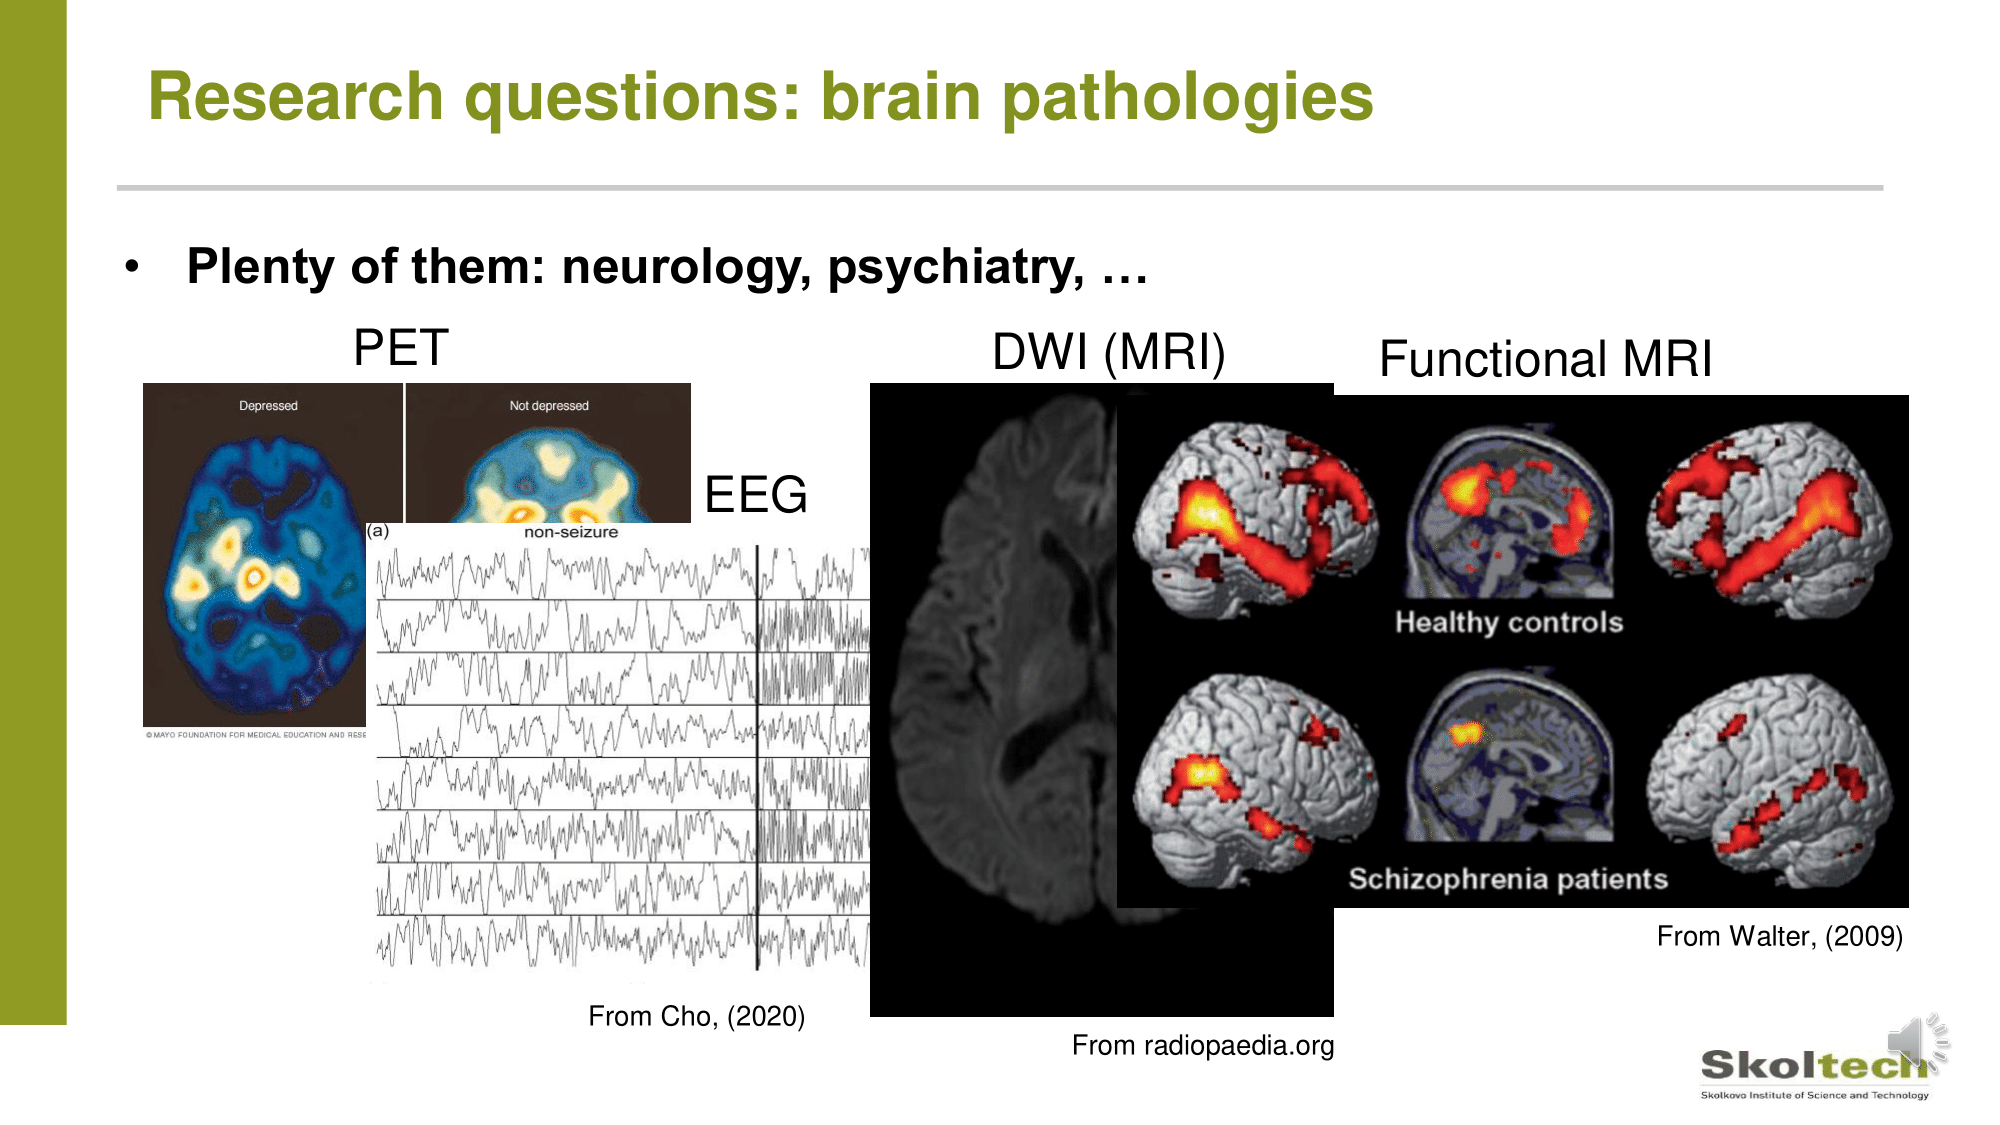 Research questions: brain pathologies
• Plenty of them: neurology, psychiatry, …
PET
DWI (MRI)
Functional MRI
Depressed
Not depressed
EEG
(a)
non-seizure
Healthy controls
© MAYO FOUNDATION FOR MEDICAL EDUCATION AND RESE
Schizophrenia patients
From Walter, (2009)
From Cho, (2020)
From radiopaedia.org
Skoltech
Skolkovo Institute of Science and Technology